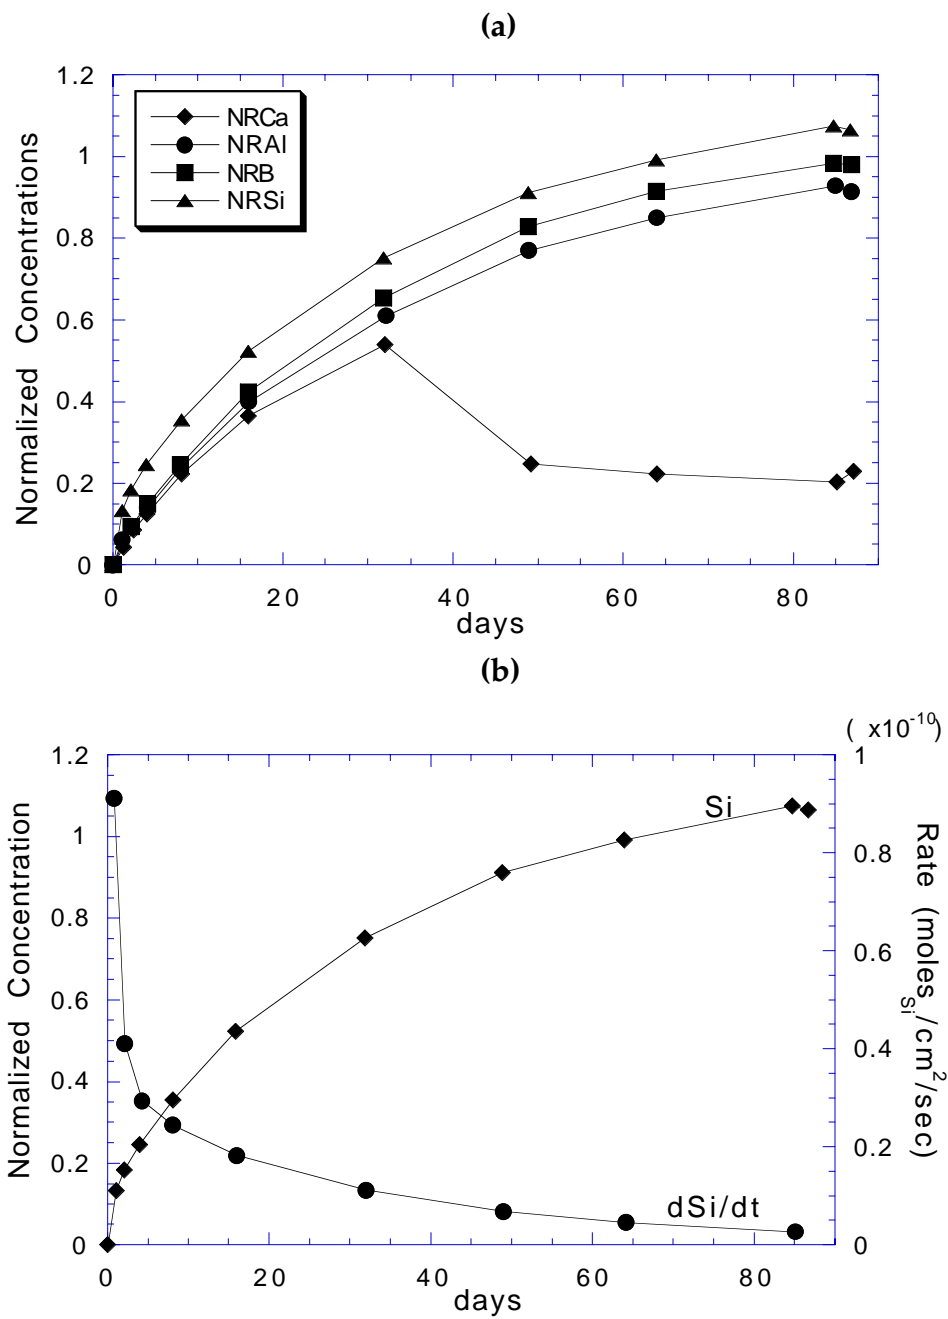 (a)
1.2
1
0.8
0.6
0.4
0.2
0
Normalized Concentrations
NRCa
NRAl
NRB
NRSi
0 20 40 60 80
days
(b)
( x10-10)
1.2
1
0.8
0.6
0.4
0.2
0
Normalized Concentration
Si
dSi/dt
1
0.8
0.6
0.4
0.2
0
Rate (molesSi/cm2/sec)
0 20 40 60 80
days